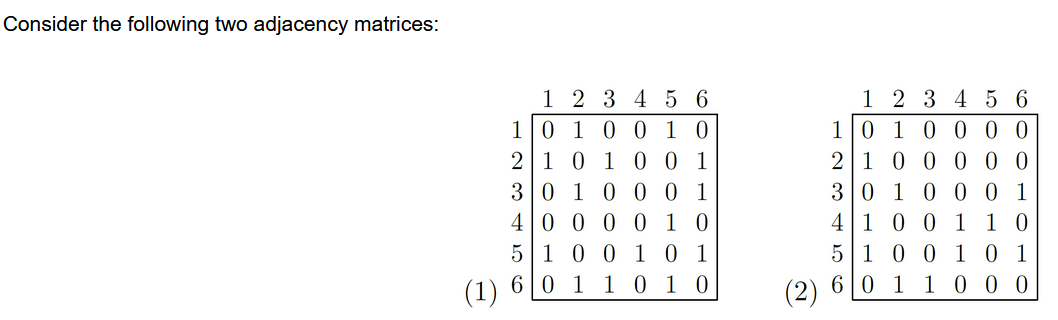 Consider the following two adjacency matrices:
1 2 3 4 5 6 1 2 3 4 5 6
1 0 1 0 0 1 0 1 0 1 0 0 0 0
2 1 0 1 0 0 1 2 1 0 0 0 0 0
3 0 1 0 0 0 1 3 0 1 0 0 0 1
4 0 0 0 0 1 0 4 1 0 0 1 1 0
5 1 0 0 1 0 1 5 1 0 0 1 0 1
(1) 6 0 1 1 0 1 0 (2) 6 0 1 1 0 0 0